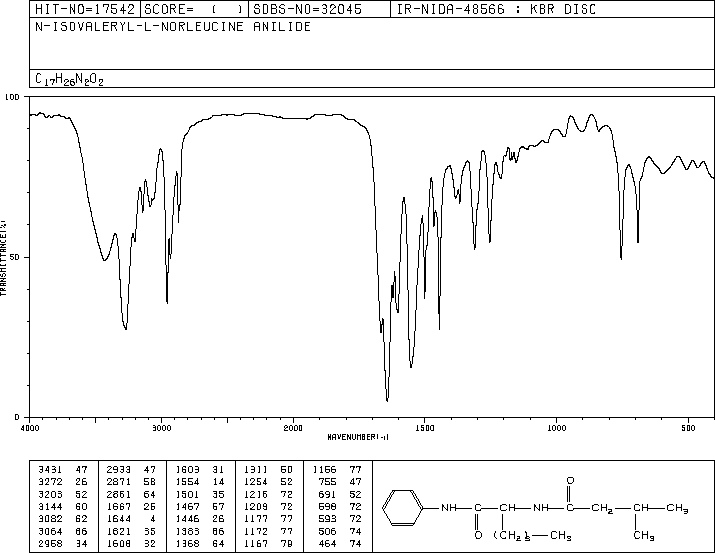 HIT-NO=17542 SCORE= ( ) SDBS-NO=32045 IR-NIDA-48566 : KBR DISC
N-ISOVALERYL-L-NORLEUCINE ANILIDE
C17H26N2O2
100
50
0
TRANSMITTANCE(%)
4000 3000 2000 1500 1000 500
WAVENUMBER(-1)
3431 47 2933 47 1603 31 1311 50 1156 77
3272 26 2871 58 1554 14 1254 52 755 47
3203 52 2861 64 1501 35 1216 72 691 52
3144 60 1667 26 1467 57 1209 72 598 72
3082 62 1644 4 1446 26 1177 77 593 72
3064 66 1621 35 1383 66 1172 77 506 74
2958 34 1608 32 1368 64 1167 79 464 74
O
NH C CH NH C CH2 CH CH3
O (CH2)3 CH3 CH3